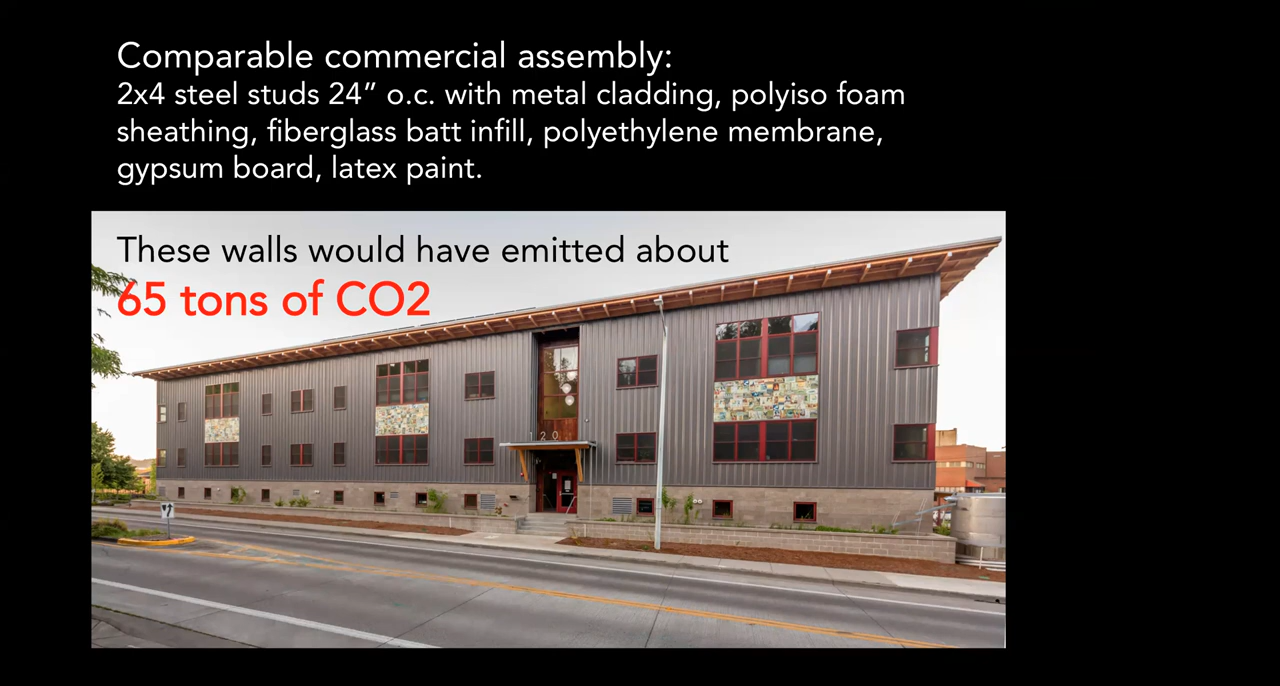 Comparable commercial assembly:
2x4 steel studs 24” o.c. with metal cladding, polyiso foam
sheathing, fiberglass batt infill, polyethylene membrane,
gypsum board, latex paint.
These walls would have emitted about
65 tons of CO2
120